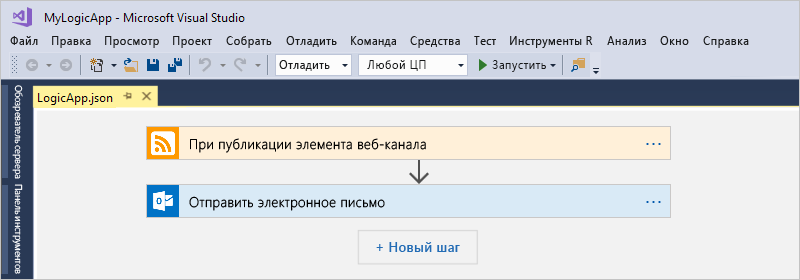 MyLogicApp - Microsoft Visual Studio
Файл Правка Просмотр Проект Собрать Отладить Команда Средства Тест Инструменты R Анализ Окно Справка
Отладить Любой ЦП Запустить
Обозреватель сервера
Панель инструментов
LogicApp.json
При публикации элемента веб-канала
Отправить электронное письмо
+ Новый шаг